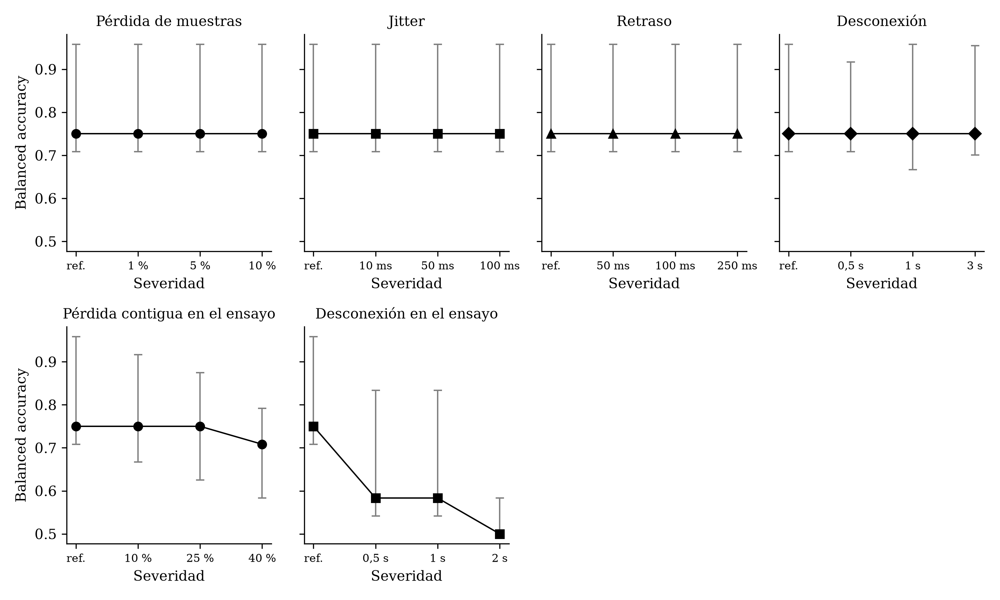 Pérdida de muestras
Jitter
Retraso
Desconexión
Balanced accuracy
0.9
0.8
0.7
0.6
0.5
ref. 1 % 5 % 10 %
ref. 10 ms 50 ms 100 ms
ref. 50 ms 100 ms 250 ms
ref. 0,5 s 1 s 3 s
Severidad
Severidad
Severidad
Severidad
Pérdida contigua en el ensayo
Desconexión en el ensayo
Balanced accuracy
0.9
0.8
0.7
0.6
0.5
ref. 10 % 25 % 40 %
ref. 0,5 s 1 s 2 s
Severidad
Severidad